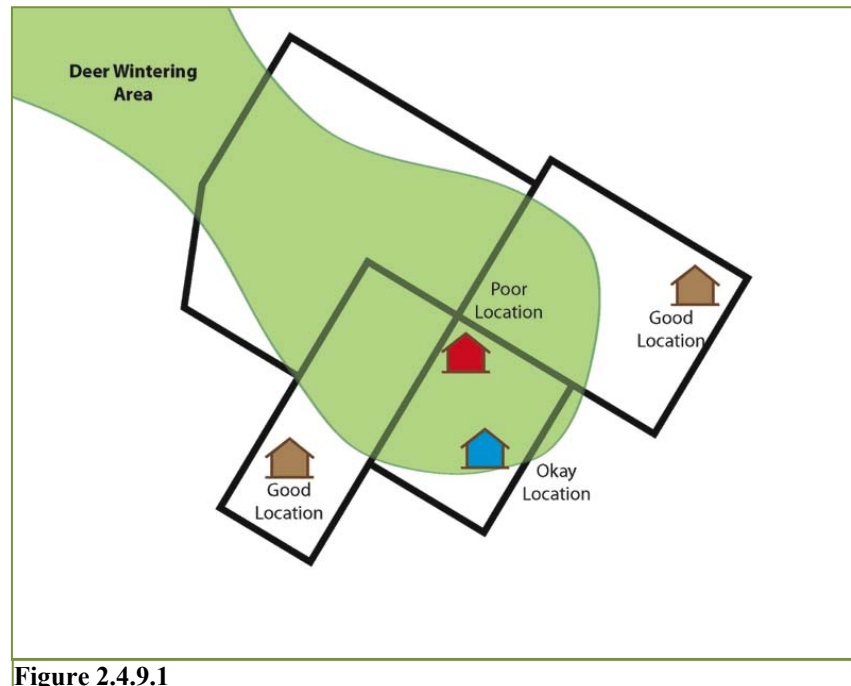 Deer Wintering
Area
Poor
Location
Good
Location
Okay
Location
Good
Location
Figure 2.4.9.1